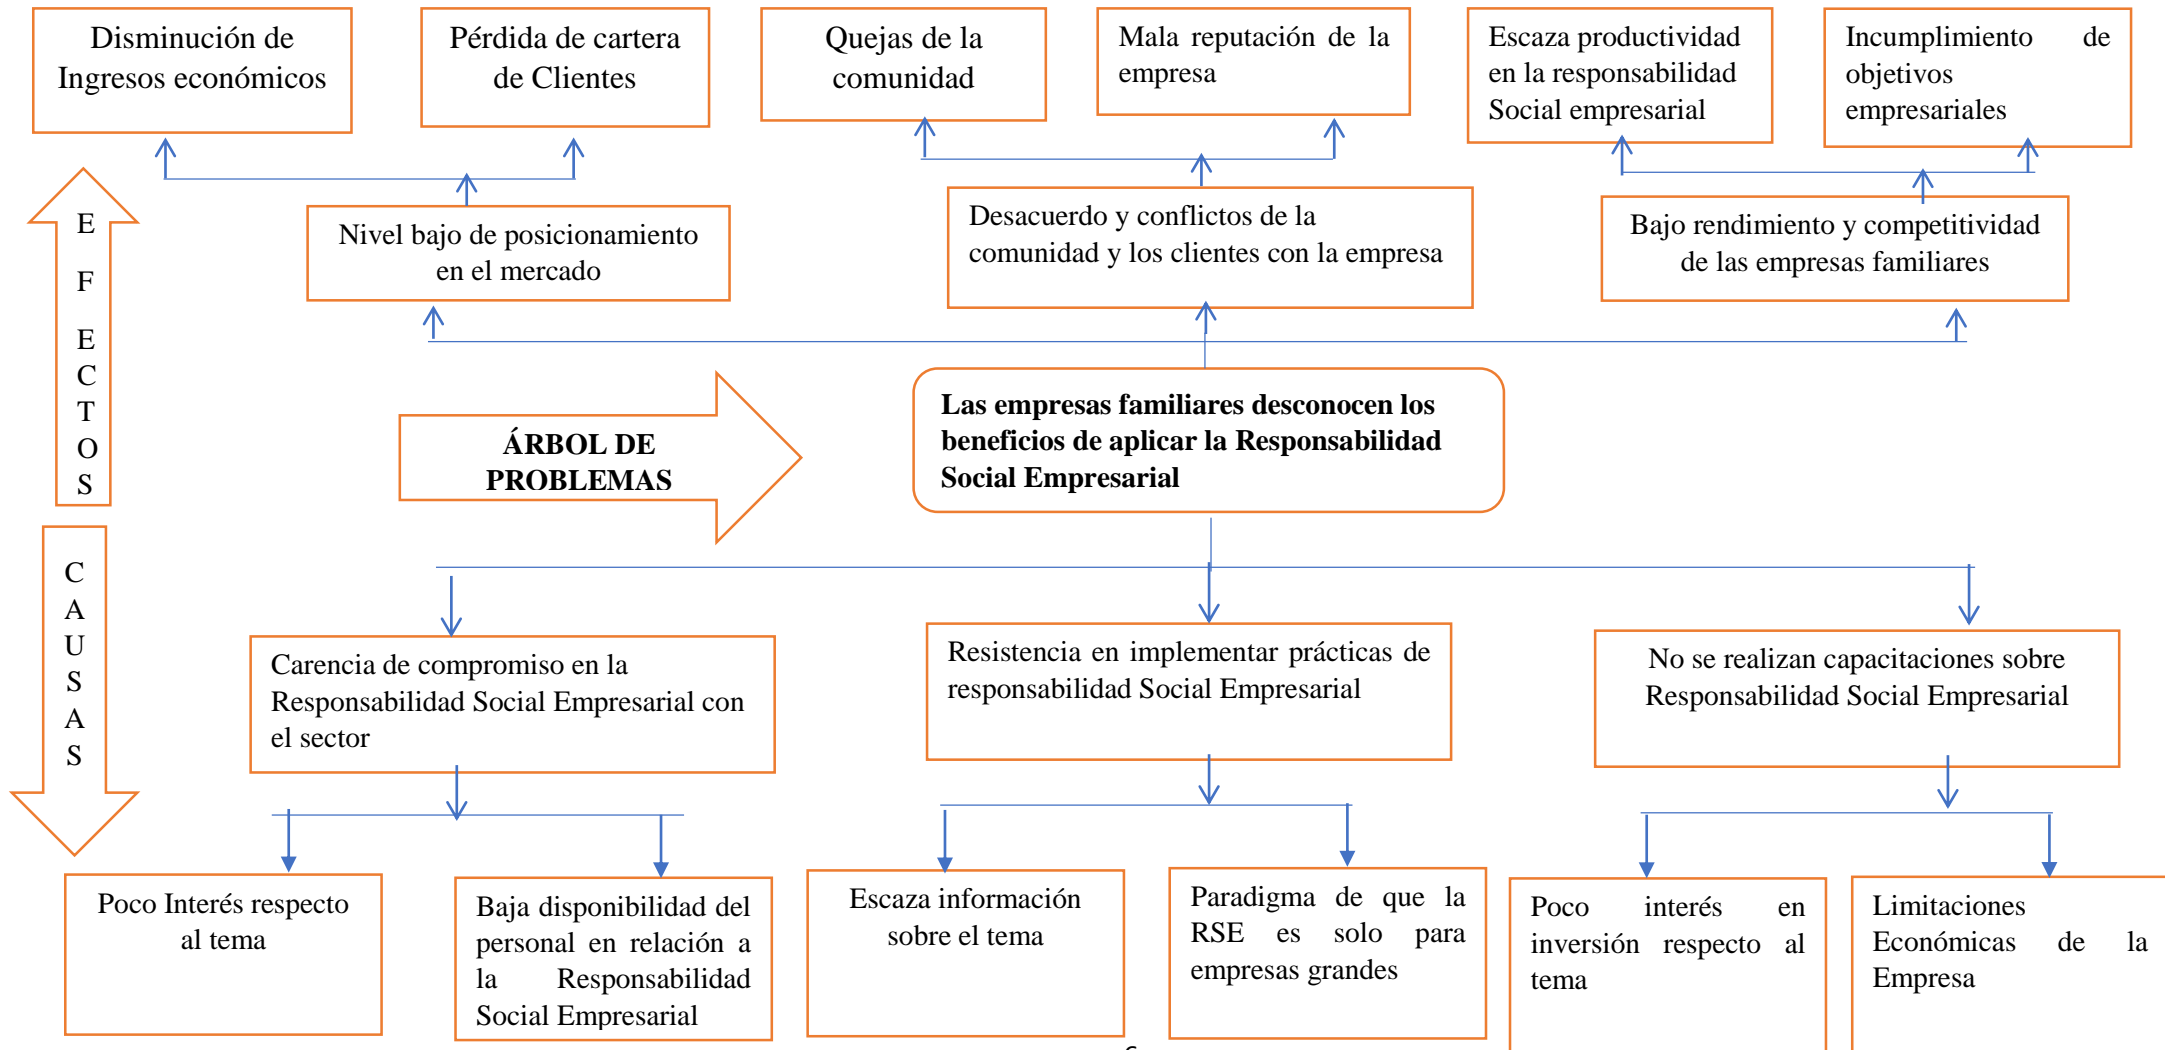 Disminución de
Ingresos económicos
Pérdida de cartera
de Clientes
Quejas de la
comunidad
Mala reputación de la
empresa
Escaza productividad
en la responsabilidad
Social empresarial
Incumplimiento de
objetivos
empresariales
Nivel bajo de posicionamiento
en el mercado
Desacuerdo y conflictos de la
comunidad y los clientes con la empresa
Bajo rendimiento y competitividad
de las empresas familiares
E
F
E
C
T
O
S
ÁRBOL DE
PROBLEMAS
Las empresas familiares desconocen los
beneficios de aplicar la Responsabilidad
Social Empresarial
C
A
U
S
A
S
Carencia de compromiso en la
Responsabilidad Social Empresarial con
el sector
Resistencia en implementar prácticas de
responsabilidad Social Empresarial
No se realizan capacitaciones sobre
Responsabilidad Social Empresarial
Poco Interés respecto
al tema
Baja disponibilidad del
personal en relación a
la Responsabilidad
Social Empresarial
Escaza información
sobre el tema
Paradigma de que la
RSE es solo para
empresas grandes
Poco interés en
inversión respecto al
tema
Limitaciones
Económicas de la
Empresa